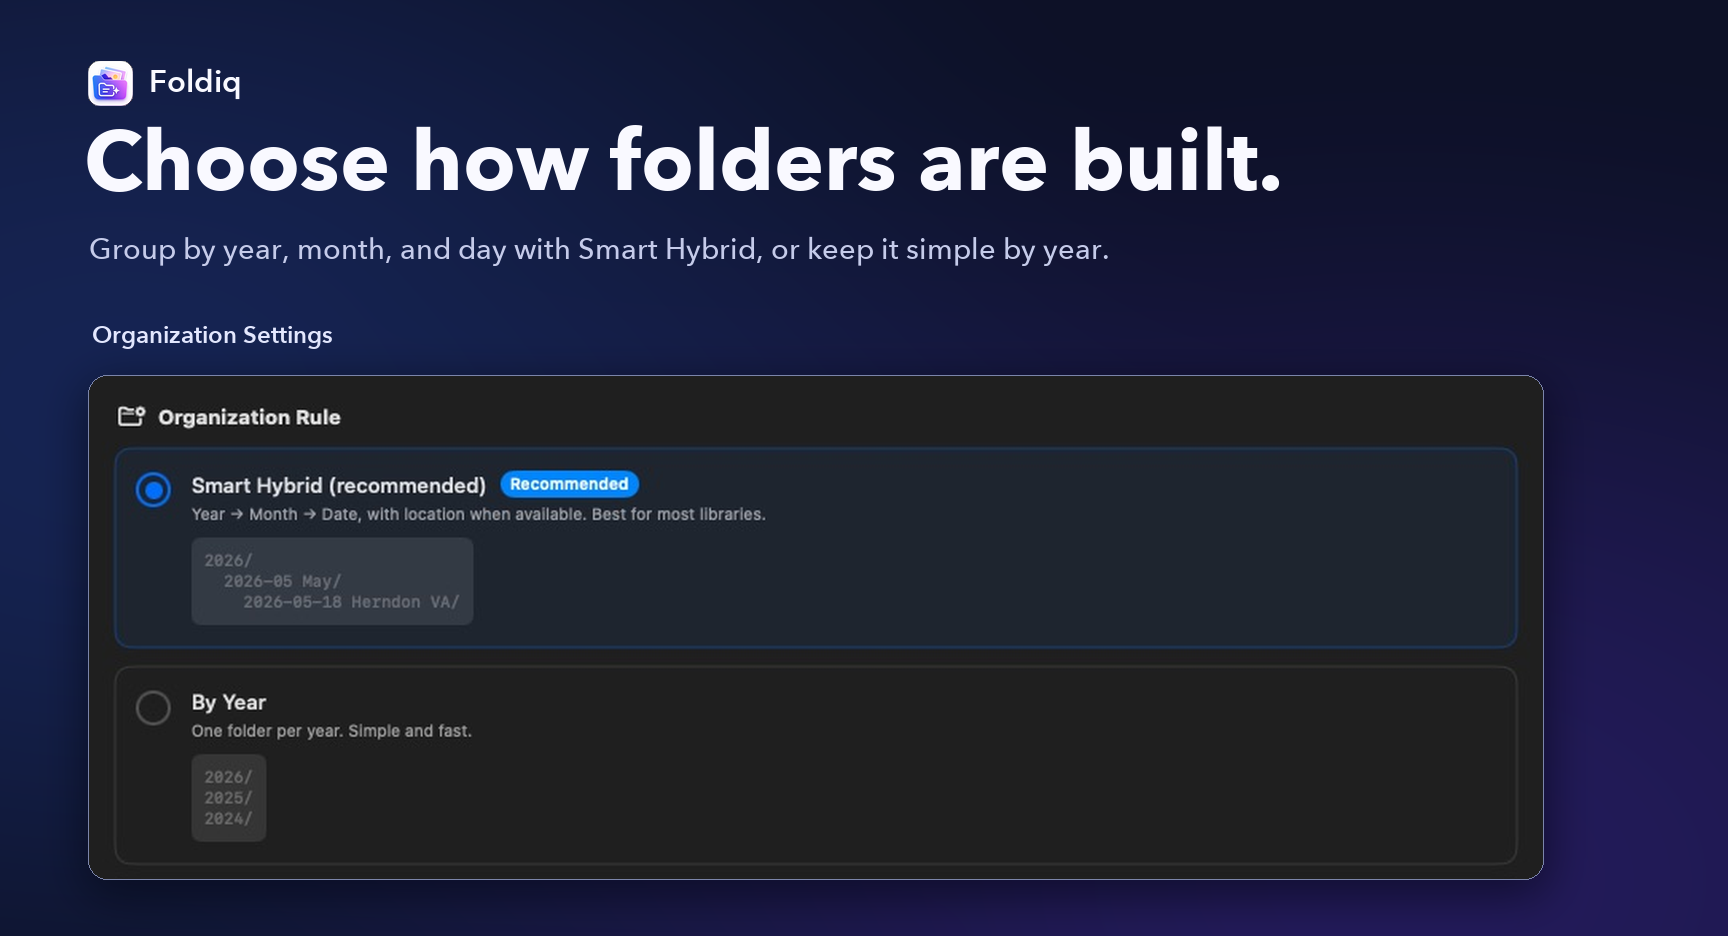 Foldiq
Choose how folders are built.
Group by year, month, and day with Smart Hybrid, or keep it simple by year.
Organization Settings
Organization Rule
Smart Hybrid (recommended) Recommended
Year → Month → Date, with location when available. Best for most libraries.
2026/
2026-05 May/
2026-05-18 Herndon VA/
By Year
One folder per year. Simple and fast.
2026/
2025/
2024/